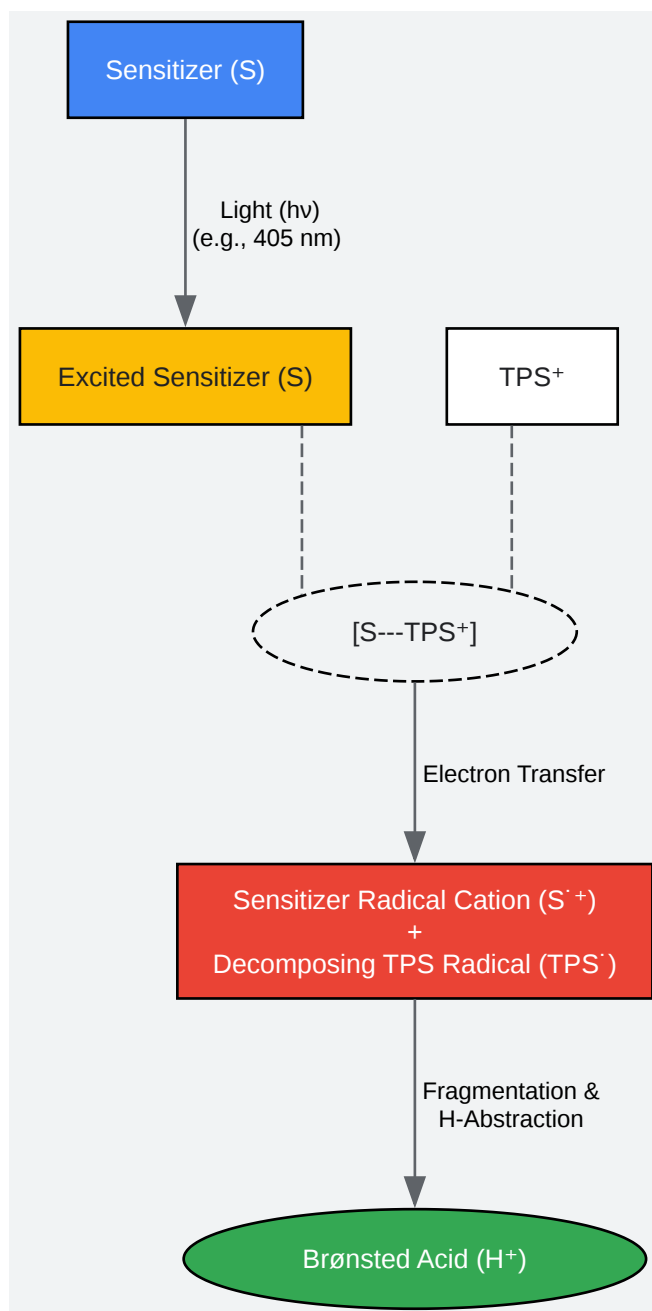 Sensitizer (S)
Light (hν)
(e.g., 405 nm)
Excited Sensitizer (S)
TPS⁺
[S---TPS⁺]
Electron Transfer
Sensitizer Radical Cation (S˙⁺)
+
Decomposing TPS Radical (TPS˙)
Fragmentation &
H-Abstraction
Brønsted Acid (H⁺)